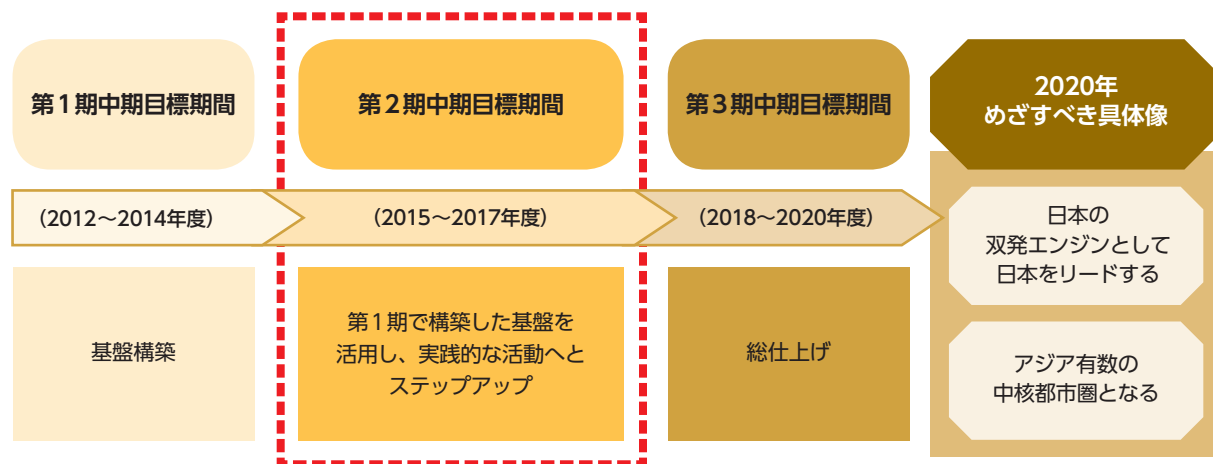 第1期中期目標期間
第2期中期目標期間
第3期中期目標期間
2020年
めざすべき具体像
（2012〜2014年度）
（2015〜2017年度）
（2018〜2020年度）
基盤構築
第1期で構築した基盤を
活用し、実践的な活動へと
ステップアップ
総仕上げ
日本の
双発エンジンとして
日本をリードする
アジア有数の
中核都市圏となる